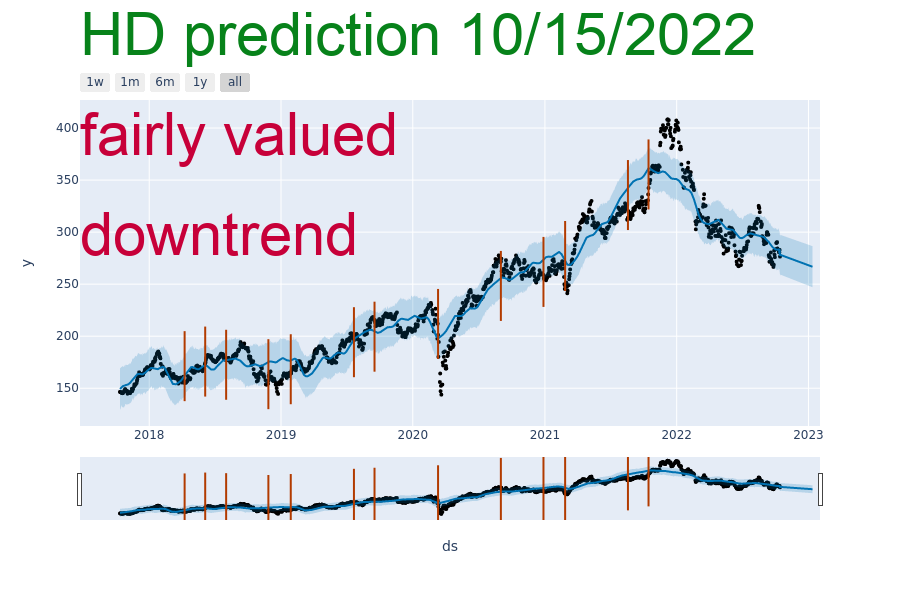 HD prediction 10/15/2022
1w 1m 6m 1y all
fairly valued
downtrend
y
400
350
300
250
200
150
2018 2019 2020 2021 2022 2023
ds